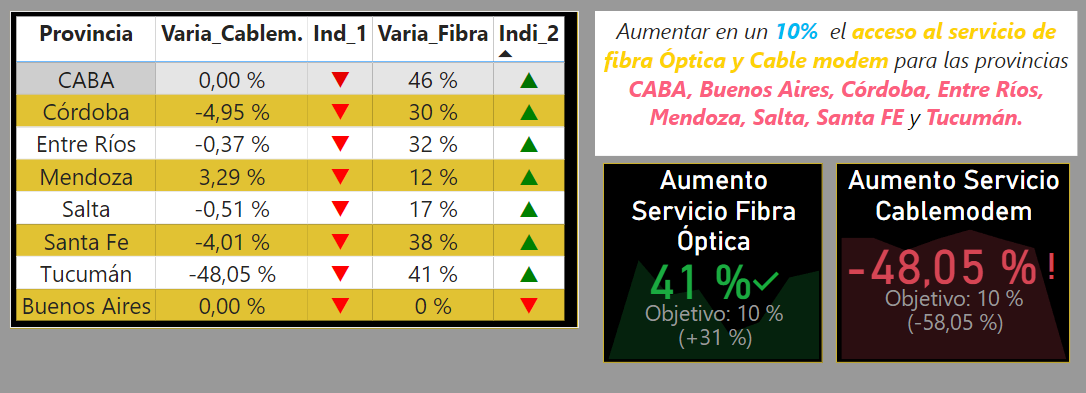 Provincia Varia_Cablem. Ind_1 Varia_Fibra Indi_2
CABA 0,00 % ▼ 46 % ▲
Córdoba -4,95 % ▼ 30 % ▲
Entre Ríos -0,37 % ▼ 32 % ▲
Mendoza 3,29 % ▼ 12 % ▲
Salta -0,51 % ▼ 17 % ▲
Santa Fe -4,01 % ▼ 38 % ▲
Tucumán -48,05 % ▼ 41 % ▲
Buenos Aires 0,00 % ▼ 0 % ▼
Aumentar en un 10% el acceso al servicio de
fibra Óptica y Cable modem para las provincias
CABA, Buenos Aires, Córdoba, Entre Ríos,
Mendoza, Salta, Santa FE y Tucumán.
Aumento
Servicio Fibra
Óptica
41 %✓
Objetivo: 10 %
(+31 %)
Aumento Servicio
Cablemodem
-48,05 %!
Objetivo: 10 %
(-58,05 %)